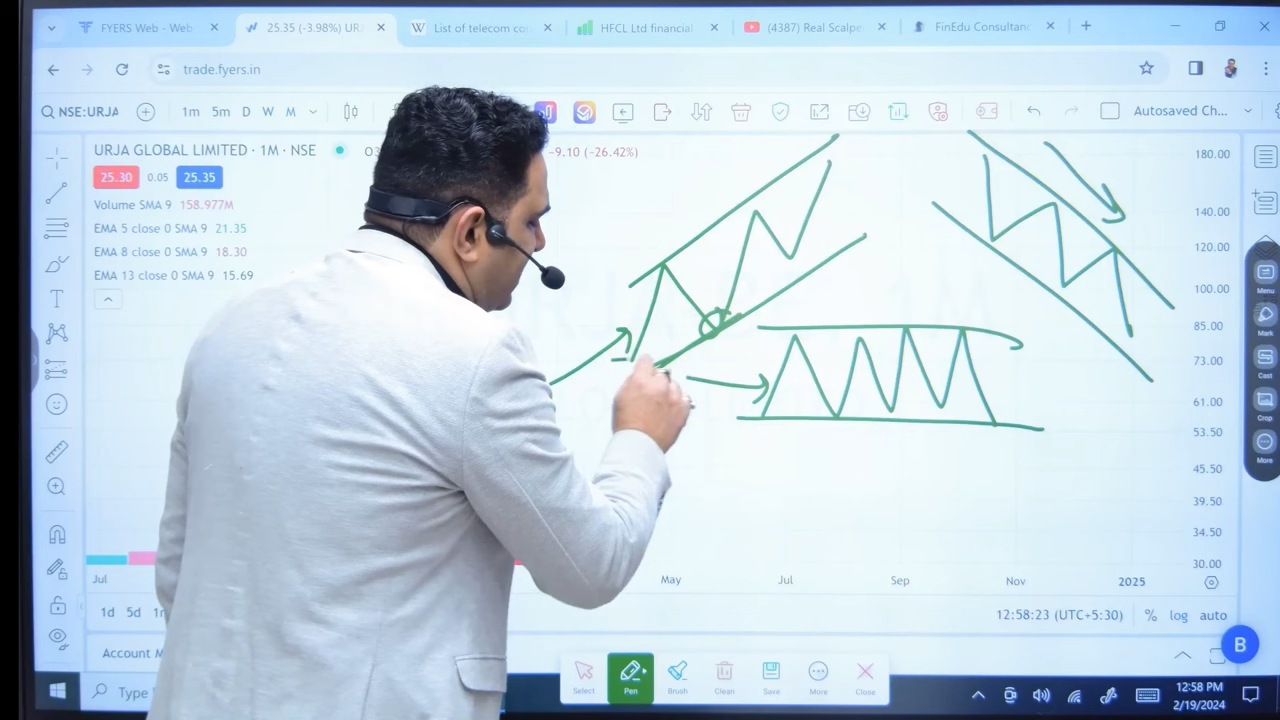 FYERS Web - Web
25.35 (-3.98%) UR
List of telecom co
HFCL Ltd financial
(4387) Real Scalpe
FinEdu Consultanc
trade.fyers.in
NSE:URJA
1m 5m D W M
Autosaved Ch...
URJA GLOBAL LIMITED · 1M · NSE
-9.10 (-26.42%)
25.30 0.05 25.35
Volume SMA 9 158.977M
EMA 5 close 0 SMA 9 21.35
EMA 8 close 0 SMA 9 18.30
EMA 13 close 0 SMA 9 15.69
180.00
140.00
120.00
100.00
85.00
73.00
61.00
53.50
45.50
39.50
34.50
30.00
Menu
Mark
Cast
Crop
More
Jul May Jul Sep Nov 2025
1d 5d 12:58:23 (UTC+5:30) % log auto
Account M
B
Select Pen Brush Clean Save More Close
Type
12:58 PM
2/19/2024